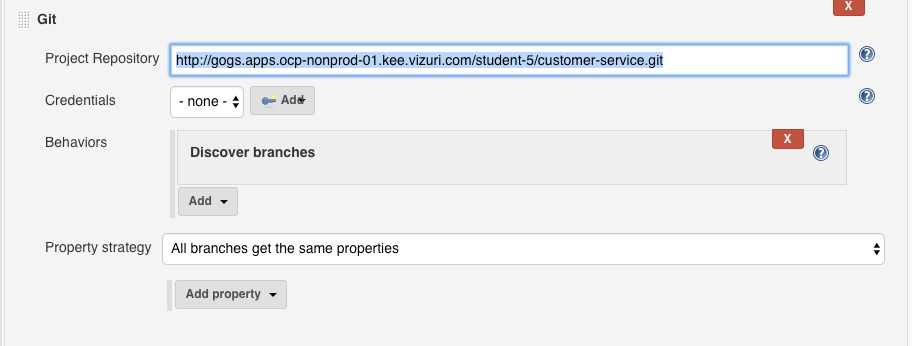 X
Git
Project Repository http://gogs.apps.ocp-nonprod-01.kee.vizuri.com/student-5/customer-service.git ?
Credentials - none - Add ?
Behaviors
X
Discover branches ?
Add
Property strategy All branches get the same properties
Add property